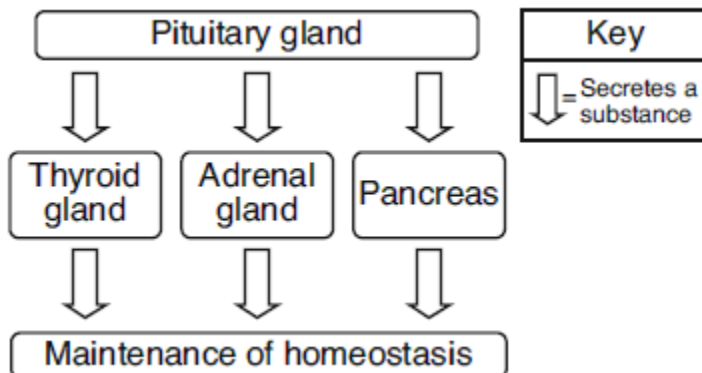 Pituitary gland
Key
= Secretes a
substance
Thyroid
gland
Adrenal
gland
Pancreas
Maintenance of homeostasis